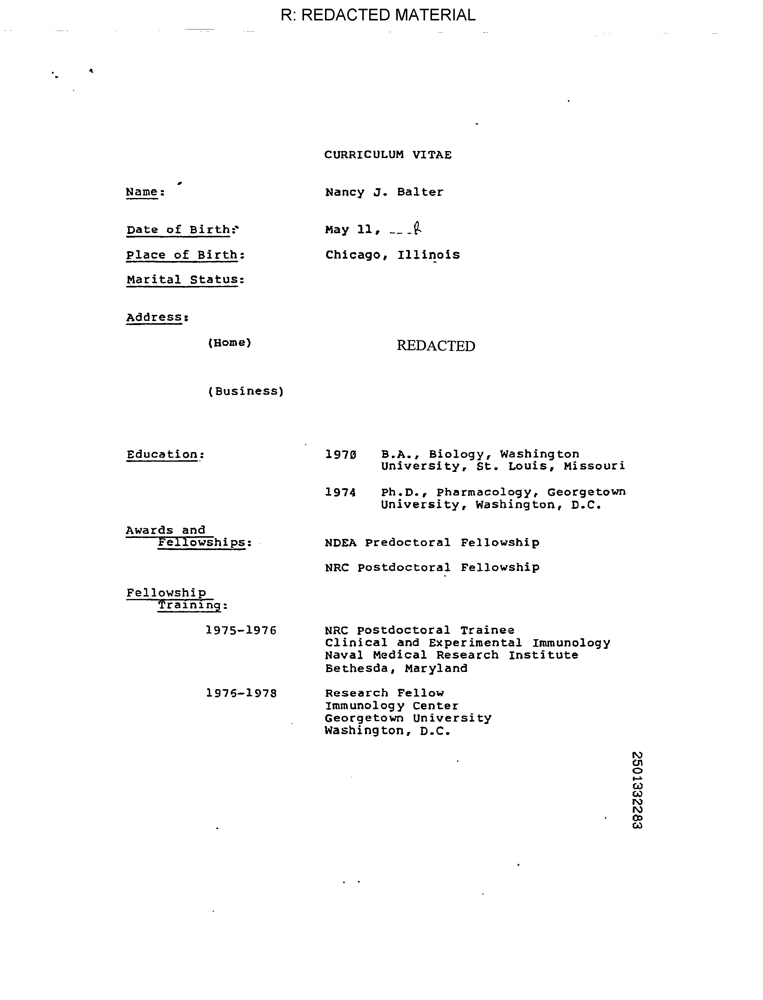 R: REDACTED MATERIAL
CURRICULUM VITAE
Name: Nancy J. Balter
Date of Birth: May 11, R
Place of Birth: Chicago, Illinois
Marital Status:
Address:
(Home) REDACTED
(Business)
Education: 1970 B.A., Biology, Washington
University, St. Louis, Missouri
1974 Ph.D., Pharmacology, Georgetown
University, Washington, D.C.
Awards and
Fellowships: NDEA Predoctoral Fellowship
NRC Postdoctoral Fellowship
Fellowship
Training:
1975-1976 NRC Postdoctoral Trainee
Clinical and Experimental Immunology
Naval Medical Research Institute
Bethesda, Maryland
1976-1978 Research Fellow
Immunology Center
Georgetown University
Washington, D.C.
2501332283